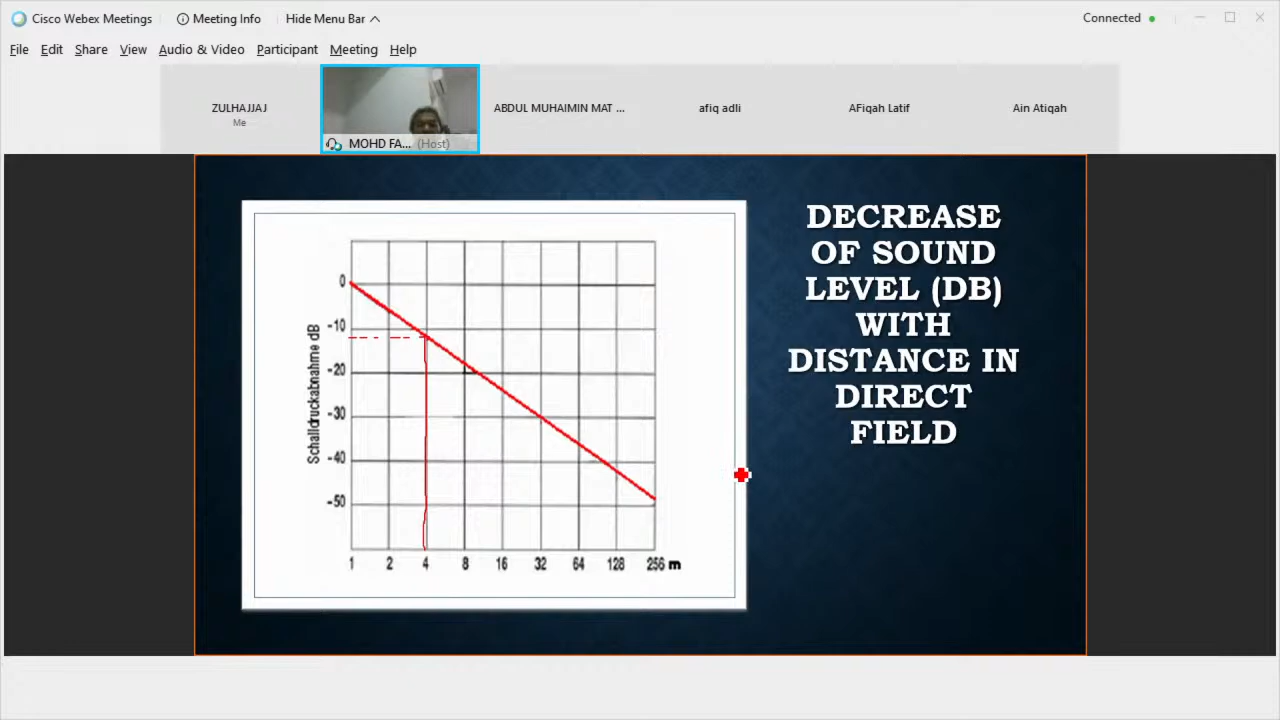 Cisco Webex Meetings
Meeting Info
Hide Menu Bar
Connected
File Edit Share View Audio & Video Participant Meeting Help
ZULHAJJAJ
Me
MOHD FA... (Host)
ABDUL MUHAIMIN MAT ...
afiq adli
AFiqah Latif
Ain Atiqah
DECREASE
OF SOUND
LEVEL (DB)
WITH
DISTANCE IN
DIRECT
FIELD
Schalldruckabnahme dB
0
-10
-20
-30
-40
-50
1 2 4 8 16 32 64 128 256 m